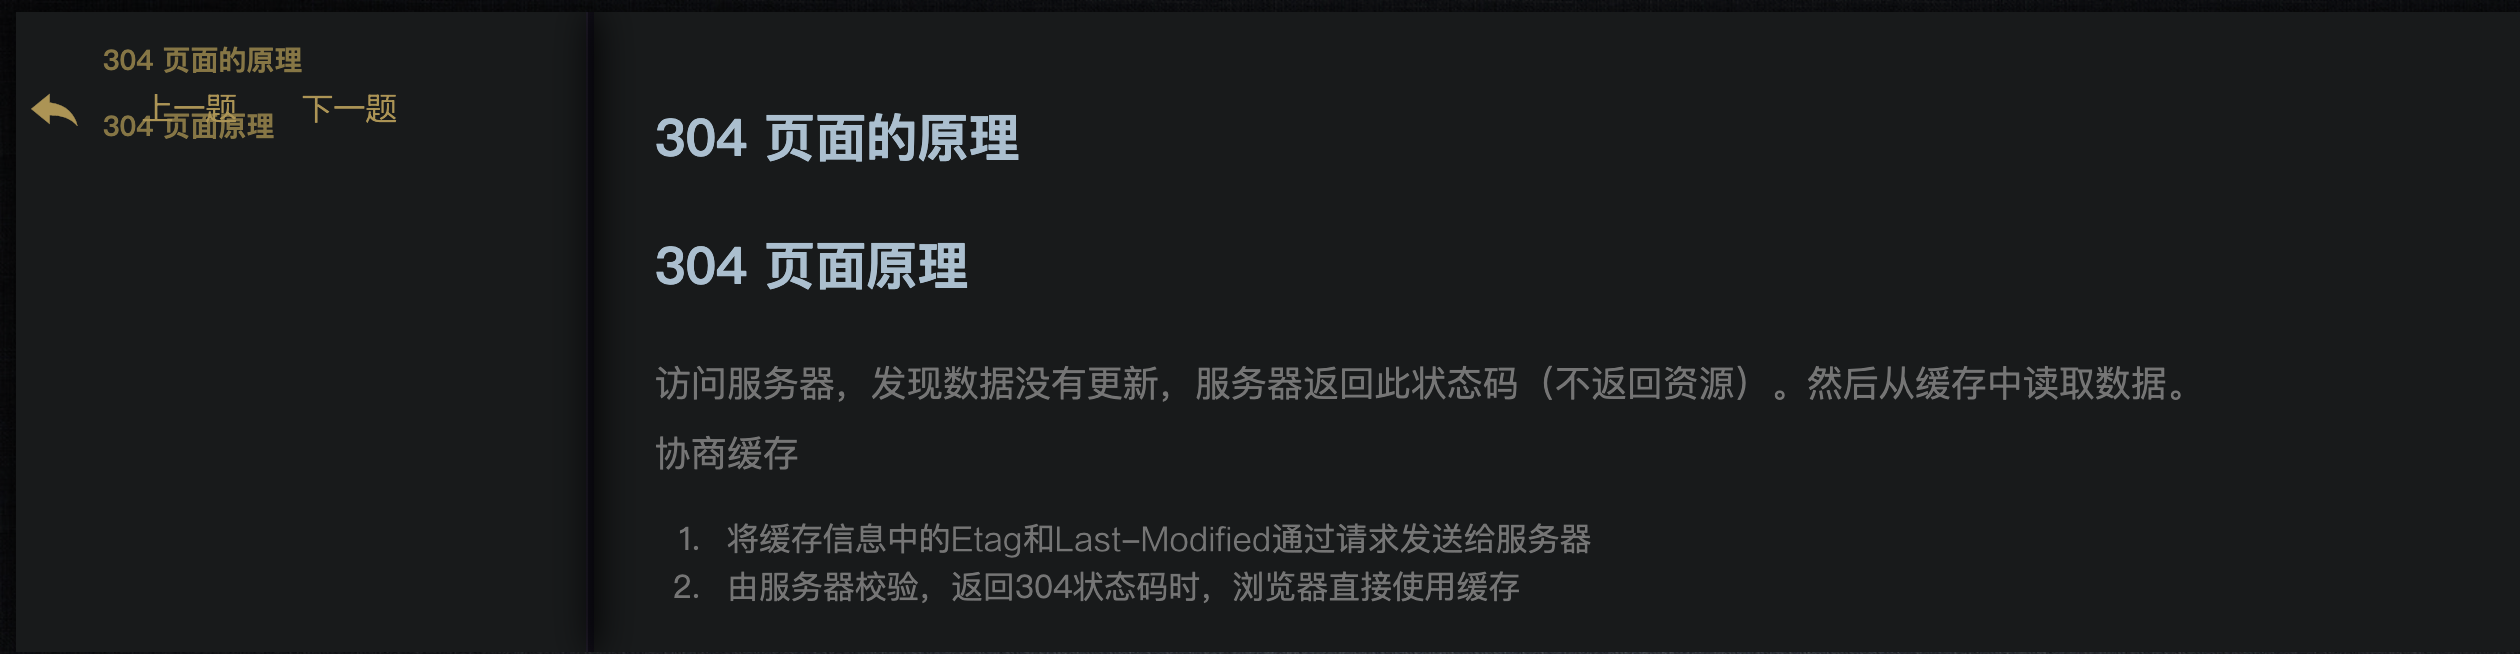 304 页面的原理
上一题 下一题
304 页面原理
304 页面的原理
304 页面原理
访问服务器，发现数据没有更新，服务器返回此状态码（不返回资源）。然后从缓存中读取数据。
协商缓存
1. 将缓存信息中的Etag和Last-Modified通过请求发送给服务器
2. 由服务器校验，返回304状态码时，浏览器直接使用缓存